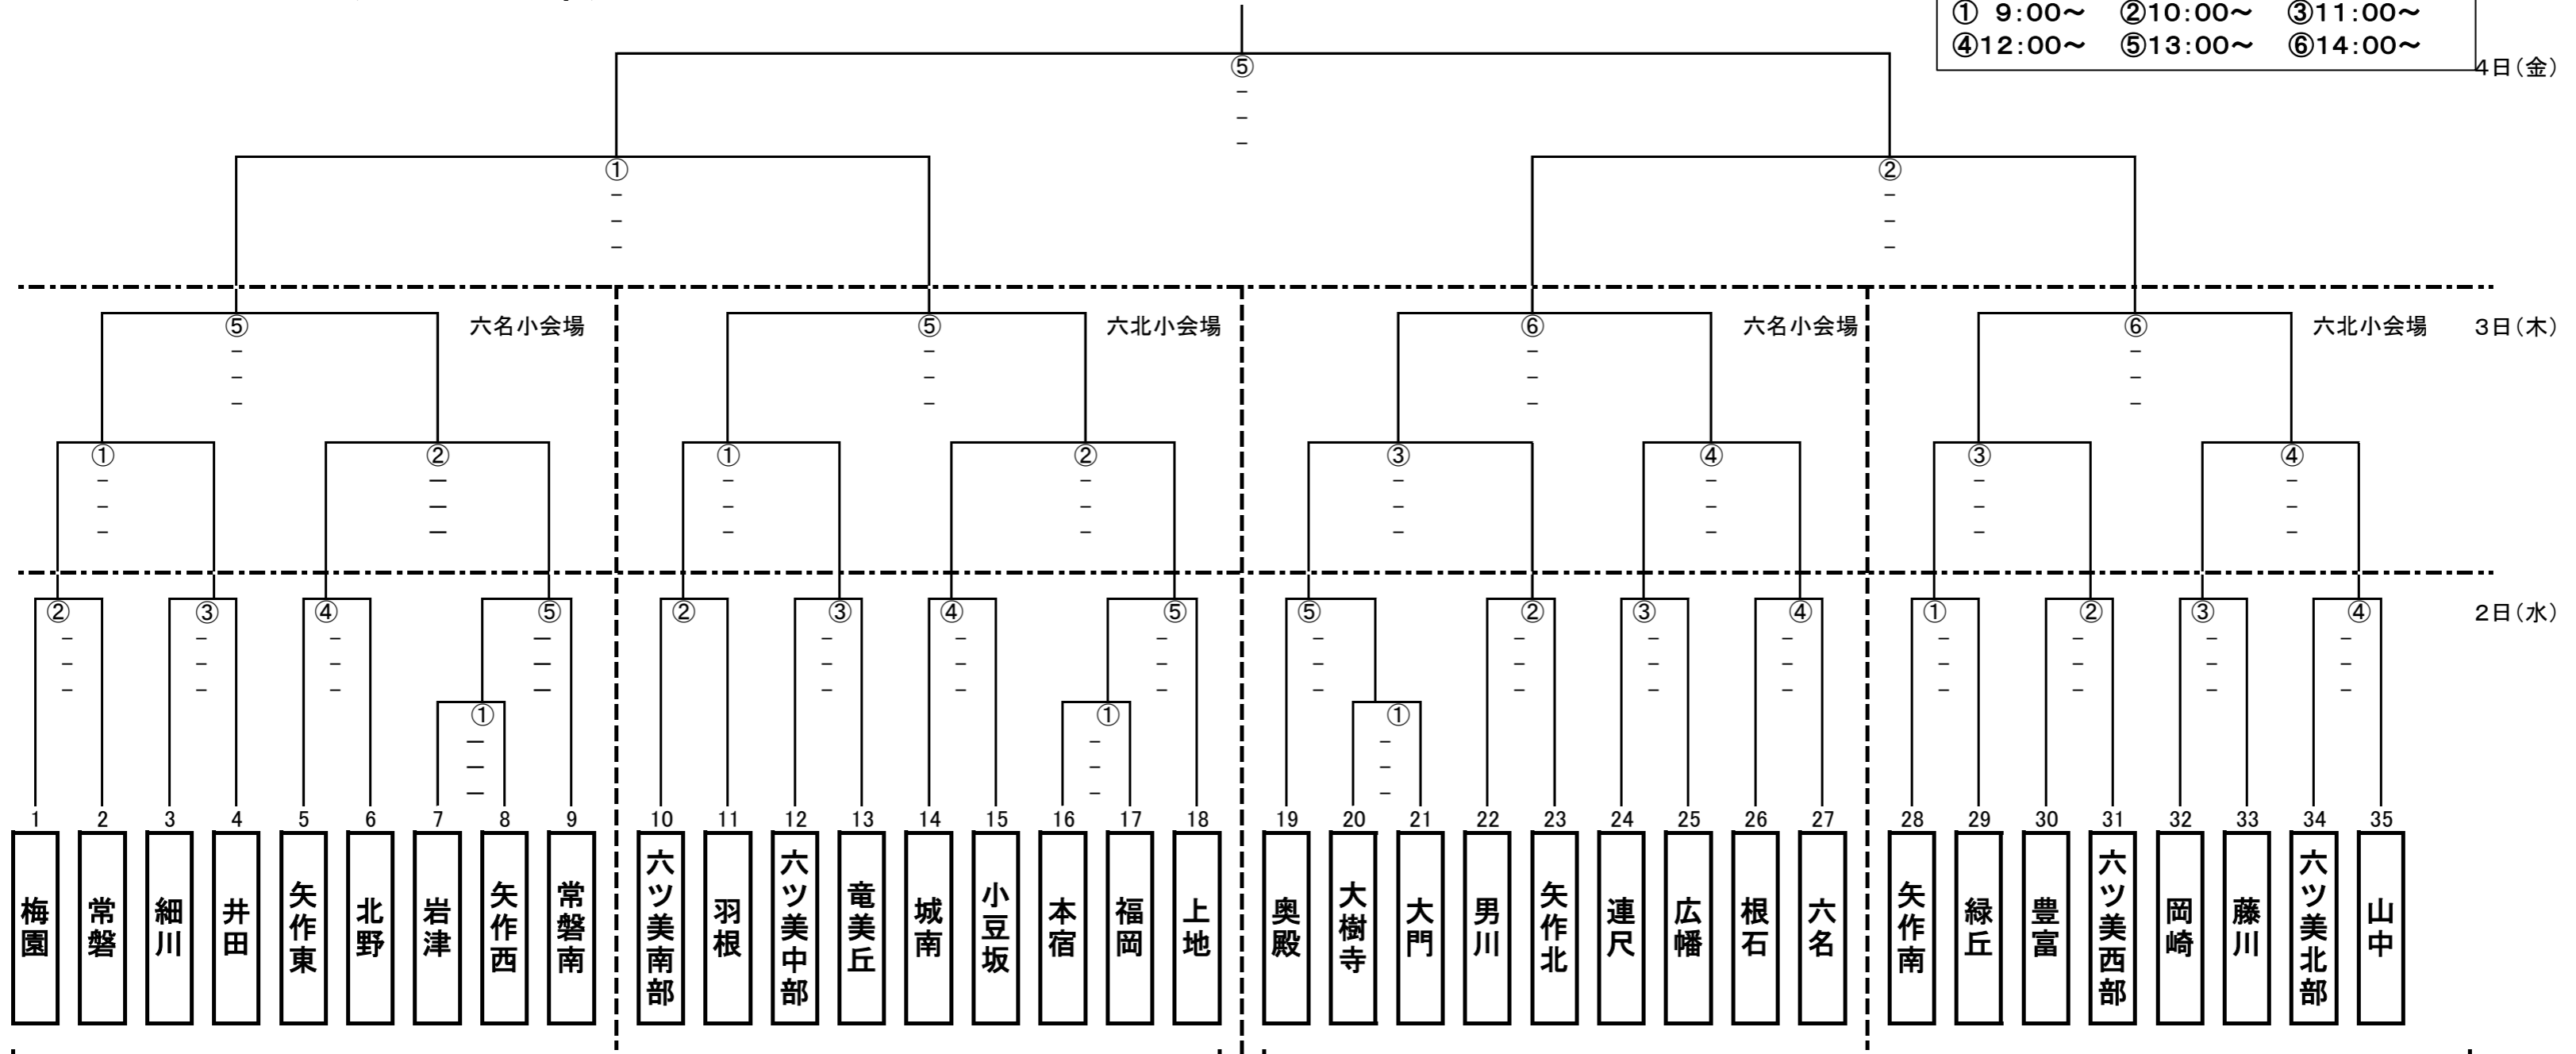 ① 9:00～ ②10:00～ ③11:00～
④12:00～ ⑤13:00～ ⑥14:00～
4日(金)
⑤
－
－
－
① ②
－ －
－ －
－ －
⑤ 六名小会場 ⑤ 六北小会場 ⑥ 六名小会場 ⑥ 六北小会場 3日(木)
－ － － －
－ － － －
－ － － －
① ② ① ② ③ ④ ③ ④
－ － － － － － － －
－ － － － － － － －
－ － － － － － － －
② ③ ④ ⑤ ② ③ ④ ⑤ ⑤ ② ③ ④ ① ② ③ ④ 2日(水)
－ － － － － － － － － － － － － － －
－ － － － － － － － － － － － － － －
－ － － － － － － － － － － － － － －
① ① ①
－ － －
－ － －
－ － －
1 2 3 4 5 6 7 8 9 10 11 12 13 14 15 16 17 18 19 20 21 22 23 24 25 26 27 28 29 30 31 32 33 34 35
梅園
常磐
細川
井田
矢作東
北野
岩津
矢作西
常磐南
六ツ美南部
羽根
六ツ美中部
竜美丘
城南
小豆坂
本宿
福岡
上地
奥殿
大樹寺
大門
男川
矢作北
連尺
広幡
根石
六名
矢作南
緑丘
豊富
六ツ美西部
岡崎
藤川
六ツ美北部
山中